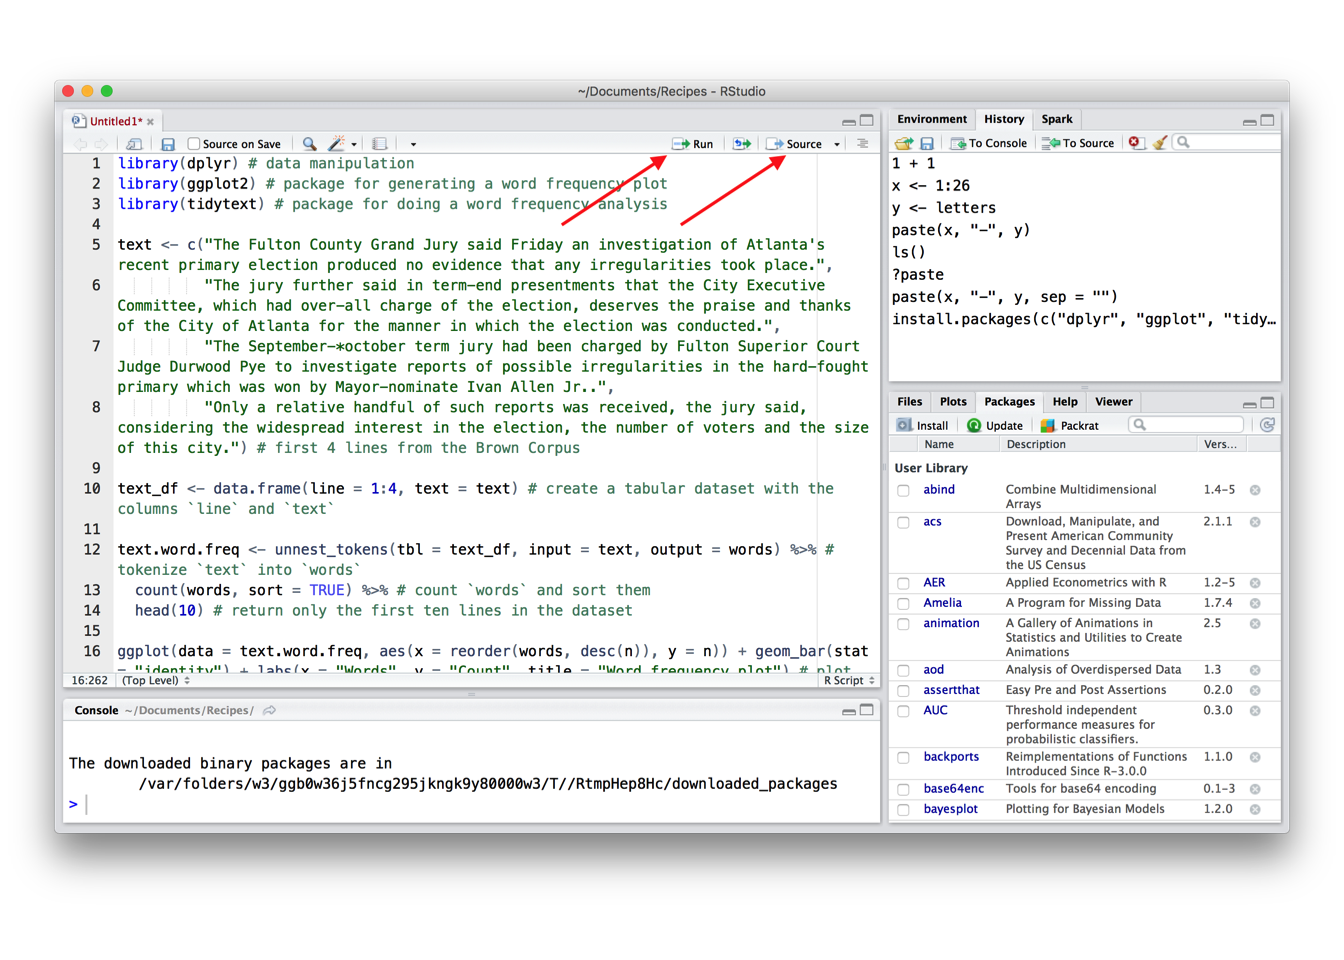 ~/Documents/Recipes - RStudio
Untitled1*
Source on Save
Run
Source
1 library(dplyr) # data manipulation
2 library(ggplot2) # package for generating a word frequency plot
3 library(tidytext) # package for doing a word frequency analysis
4
5 text <- c("The Fulton County Grand Jury said Friday an investigation of Atlanta's
recent primary election produced no evidence that any irregularities took place.",
6 "The jury further said in term-end presentments that the City Executive
Committee, which had over-all charge of the election, deserves the praise and thanks
of the City of Atlanta for the manner in which the election was conducted.",
7 "The September-*october term jury had been charged by Fulton Superior Court
Judge Durwood Pye to investigate reports of possible irregularities in the hard-fought
primary which was won by Mayor-nominate Ivan Allen Jr..",
8 "Only a relative handful of such reports was received, the jury said,
considering the widespread interest in the election, the number of voters and the size
of this city.") # first 4 lines from the Brown Corpus
9
10 text_df <- data.frame(line = 1:4, text = text) # create a tabular dataset with the
columns `line` and `text`
11
12 text.word.freq <- unnest_tokens(tbl = text_df, input = text, output = words) %>% #
tokenize `text` into `words`
13 count(words, sort = TRUE) %>% # count `words` and sort them
14 head(10) # return only the first ten lines in the dataset
15
16 ggplot(data = text.word.freq, aes(x = reorder(words, desc(n)), y = n)) + geom_bar(stat
= "identity") + labs(x = "Words", y = "Count", title = "Word frequency plot") # plot
16:262 (Top Level) R Script
Console ~/Documents/Recipes/
The downloaded binary packages are in
/var/folders/w3/ggb0w36j5fncg295jkngk9y80000w3/T//RtmpHep8Hc/downloaded_packages
>
Environment History Spark
To Console To Source
1 + 1
x <- 1:26
y <- letters
paste(x, "-", y)
ls()
?paste
paste(x, "-", y, sep = "")
install.packages(c("dplyr", "ggplot", "tidy…
Files Plots Packages Help Viewer
Install Update Packrat
Name Description Vers...
User Library
abind Combine Multidimensional 1.4-5
Arrays
acs Download, Manipulate, and 2.1.1
Present American Community
Survey and Decennial Data from
the US Census
AER Applied Econometrics with R 1.2-5
Amelia A Program for Missing Data 1.7.4
animation A Gallery of Animations in 2.5
Statistics and Utilities to Create
Animations
aod Analysis of Overdispersed Data 1.3
assertthat Easy Pre and Post Assertions 0.2.0
AUC Threshold independent 0.3.0
performance measures for
probabilistic classifiers.
backports Reimplementations of Functions 1.1.0
Introduced Since R-3.0.0
base64enc Tools for base64 encoding 0.1-3
bayesplot Plotting for Bayesian Models 1.2.0